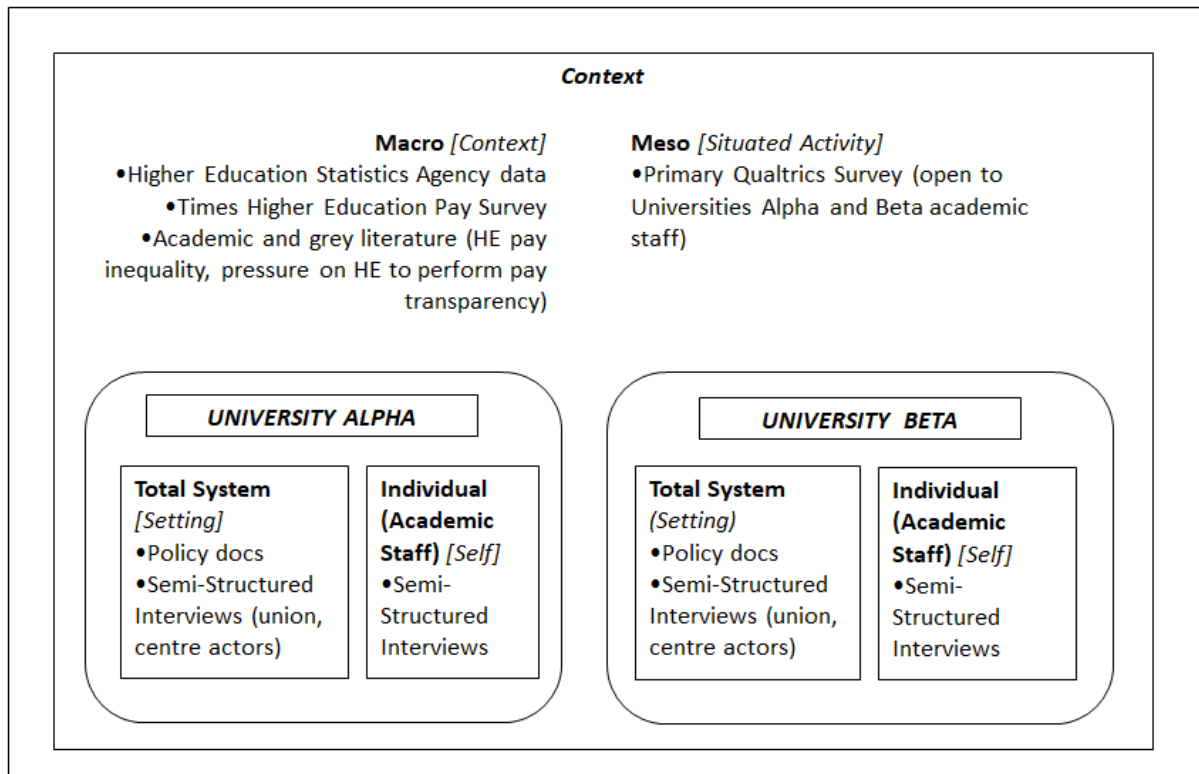 Context
Macro [Context]
•Higher Education Statistics Agency data
•Times Higher Education Pay Survey
•Academic and grey literature (HE pay
inequality, pressure on HE to perform pay
transparency)
Meso [Situated Activity]
•Primary Qualtrics Survey (open to
Universities Alpha and Beta academic
staff)
UNIVERSITY ALPHA
Total System
[Setting]
•Policy docs
•Semi-Structured
Interviews (union,
centre actors)
Individual
(Academic
Staff) [Self]
•Semi-
Structured
Interviews
UNIVERSITY BETA
Total System
(Setting)
•Policy docs
•Semi-Structured
Interviews (union,
centre actors)
Individual
(Academic
Staff) [Self]
•Semi-
Structured
Interviews